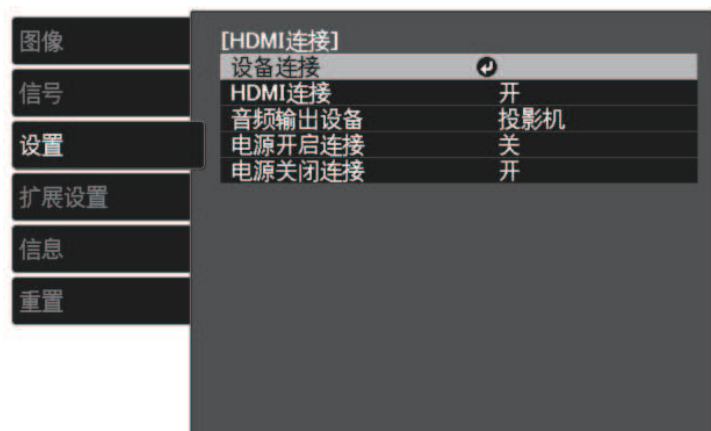 图像
信号
设置
扩展设置
信息
重置
[HDMI连接]
设备连接
HDMI连接 开
音频输出设备 投影机
电源开启连接 关
电源关闭连接 开